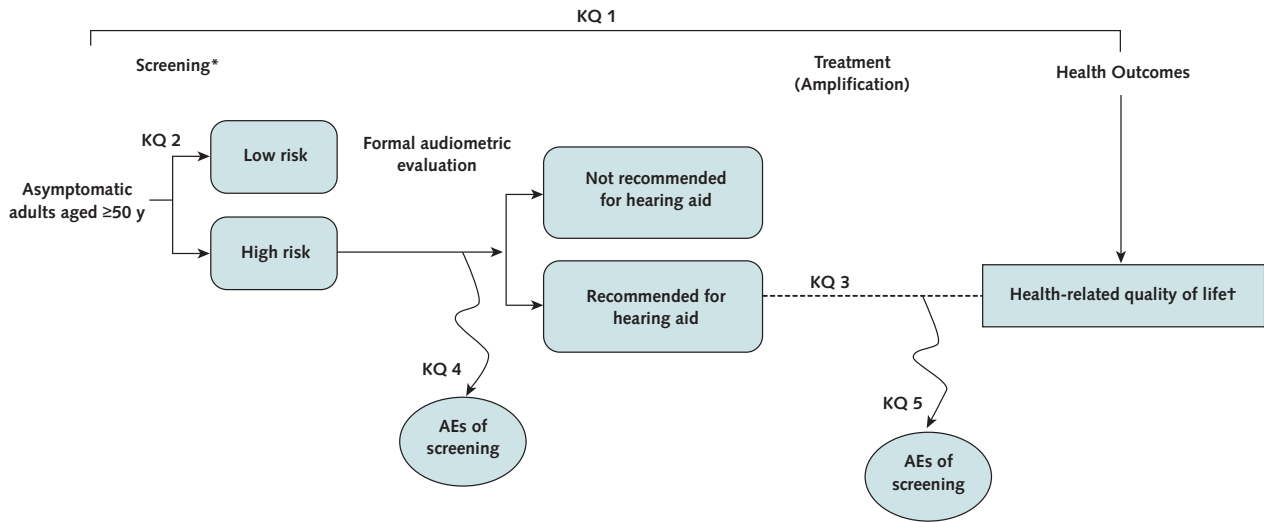 KQ 1
Screening*
Treatment
(Amplification)
Health Outcomes
KQ 2
Low risk
Formal audiometric
evaluation
Asymptomatic
adults aged ≥50 y
High risk
Not recommended
for hearing aid
Recommended for
hearing aid
KQ 3
Health-related quality of life†
KQ 4
AEs of
screening
KQ 5
AEs of
screening